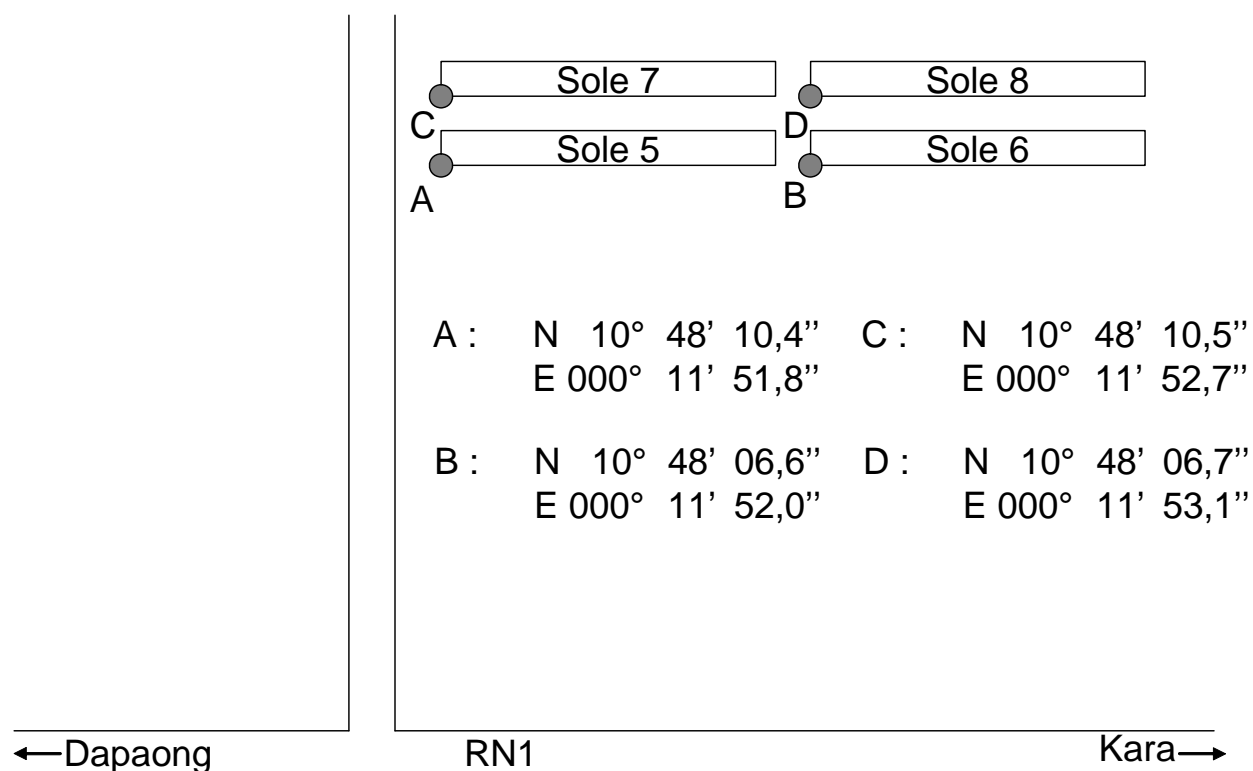 Sole 7 Sole 8
C D
Sole 5 Sole 6
A B
A : N 10° 48’ 10,4’’ C : N 10° 48’ 10,5’’
E 000° 11’ 51,8’’ E 000° 11’ 52,7’’
B : N 10° 48’ 06,6’’ D : N 10° 48’ 06,7’’
E 000° 11’ 52,0’’ E 000° 11’ 53,1’’
Dapaong RN1 Kara